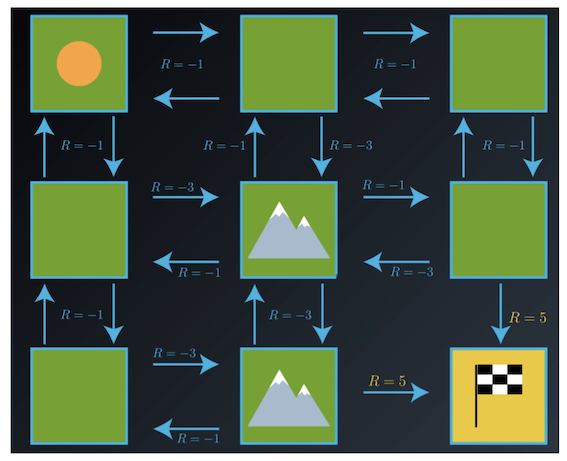 R = −1
R = −1
R = −1
R = −1
R = −3
R = −1
R = −3
R = −1
R = −1
R = −3
R = −1
R = −3
R = 5
R = −3
R = 5
R = −1